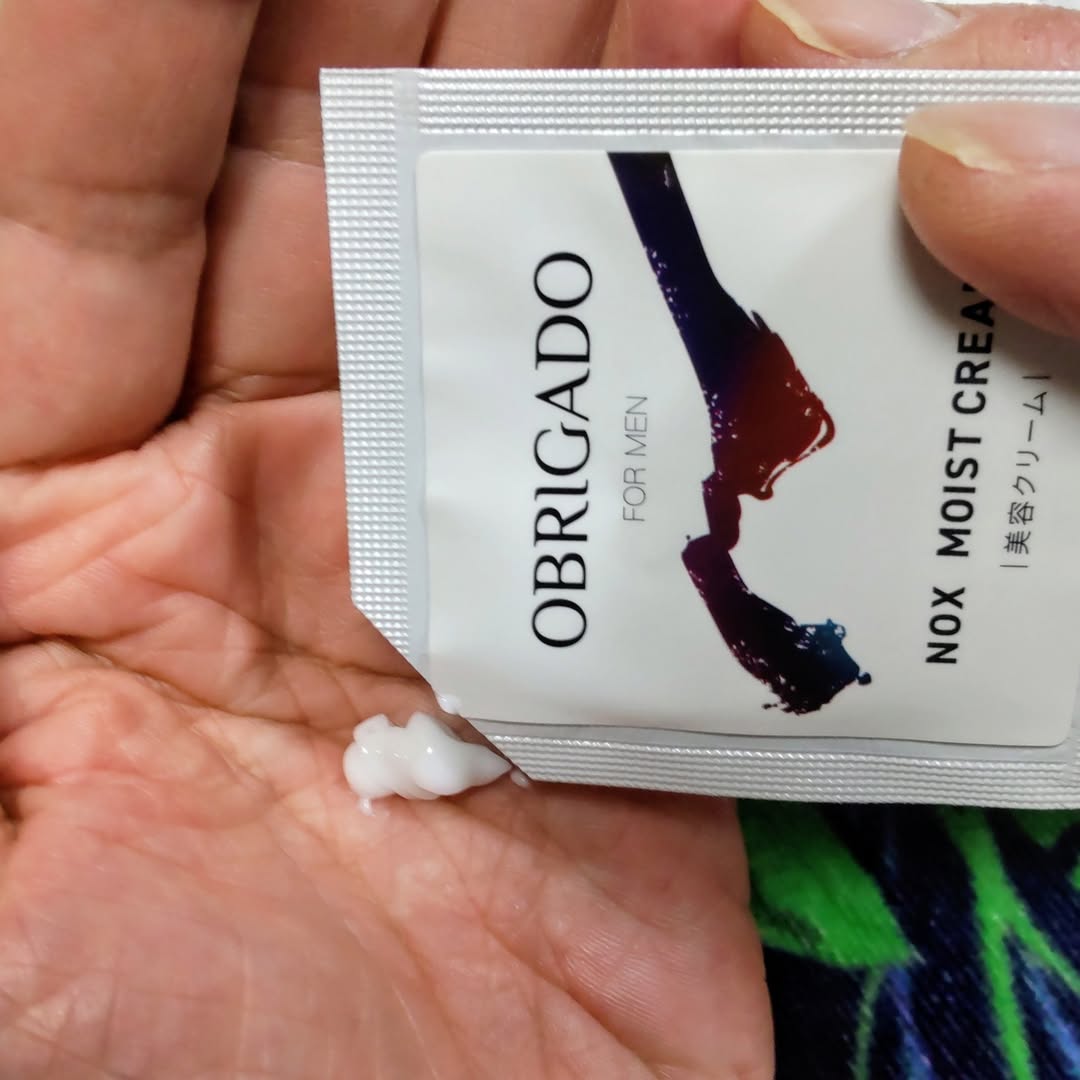 OBRIGADO
FOR MEN
NOX MOIST CREA
|美容クリーム|